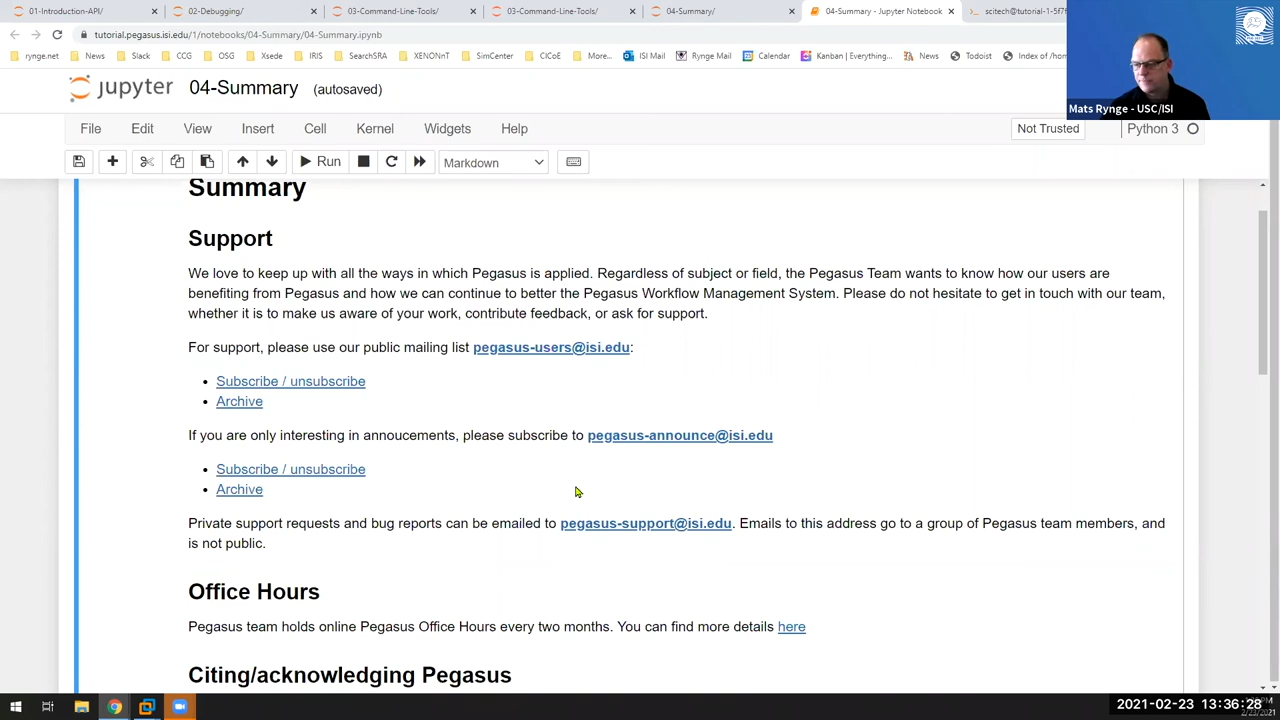 01-Introduction-API/
02-Debugging/
03-Command-Line-Tools/
03-Command-Line-Tools/
04-Summary/
04-Summary - Jupyter Notebook
scitech@tutorial-1-5f7f
tutorial.pegasus.isi.edu/1/notebooks/04-Summary/04-Summary.ipynb
rynge.net
News
Slack
CCG
OSG
Xsede
IRIS
SearchSRA
XENONnT
SimCenter
CICoE
More...
ISI Mail
Rynge Mail
Calendar
Kanban | Everything...
News
Todoist
Index of /hom
Mats Rynge - USC/ISI
jupyter 04-Summary (autosaved)
File Edit View Insert Cell Kernel Widgets Help
Not Trusted
Python 3
Run
Markdown
Summary
Support
We love to keep up with all the ways in which Pegasus is applied. Regardless of subject or field, the Pegasus Team wants to know how our users are
benefiting from Pegasus and how we can continue to better the Pegasus Workflow Management System. Please do not hesitate to get in touch with our team,
whether it is to make us aware of your work, contribute feedback, or ask for support.
For support, please use our public mailing list pegasus-users@isi.edu:
• Subscribe / unsubscribe
• Archive
If you are only interesting in annoucements, please subscribe to pegasus-announce@isi.edu
• Subscribe / unsubscribe
• Archive
Private support requests and bug reports can be emailed to pegasus-support@isi.edu. Emails to this address go to a group of Pegasus team members, and
is not public.
Office Hours
Pegasus team holds online Pegasus Office Hours every two months. You can find more details here
Citing/acknowledging Pegasus
2021-02-23 13:36:28